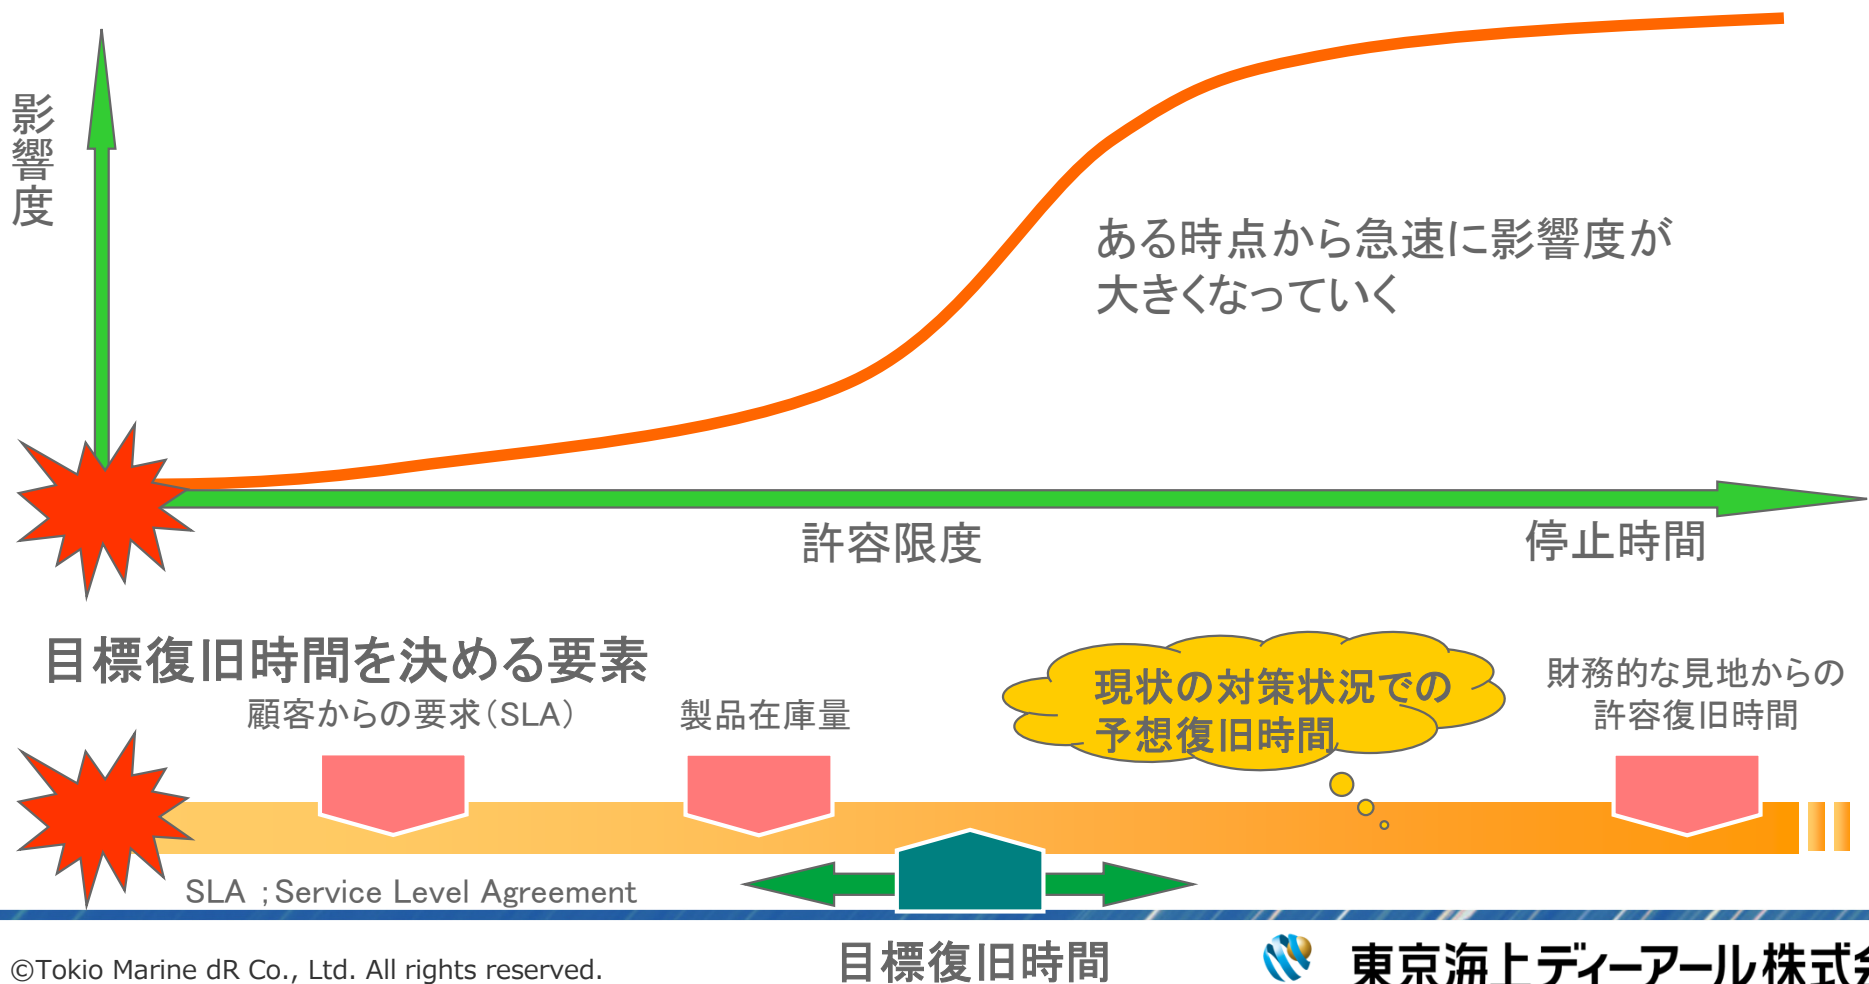 影響度
ある時点から急速に影響度が
大きくなっていく
許容限度
停止時間
目標復旧時間を決める要素
顧客からの要求(SLA)
製品在庫量
現状の対策状況での
予想復旧時間
財務的な見地からの
許容復旧時間
SLA ;Service Level Agreement
目標復旧時間
©Tokio Marine dR Co., Ltd. All rights reserved.
東京海上ディーアール株式会